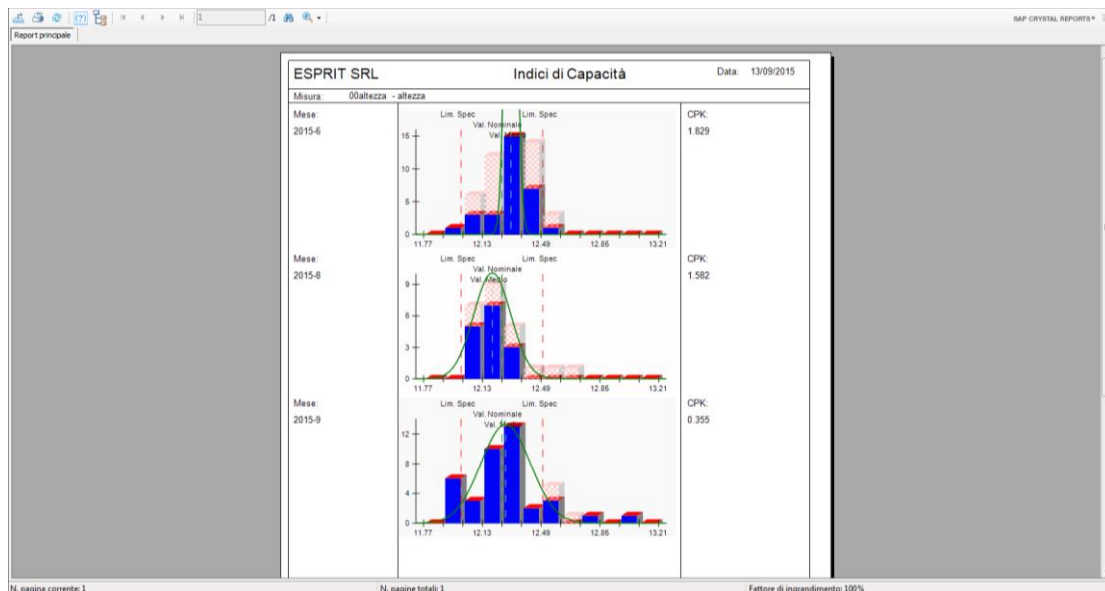 1 /1 SAP CRYSTAL REPORTS®
Report principale
ESPRIT SRL Indici di Capacità Data: 13/09/2015
Misura: 00altezza - altezza
Mese: Lim. Spec Lim. Spec CPK:
Val. Nominale
2015-6 Val. 1.829
15
10
5
0
11.77 12.13 12.49 12.85 13.21
Mese: Lim. Spec Lim. Spec CPK:
Val. Nominale
2015-8 Val. Medio 1.582
9
6
3
0
11.77 12.13 12.49 12.85 13.21
Mese: Lim. Spec Lim. Spec CPK:
Val. Nominale
2015-9 Val. 0.355
12
8
4
0
11.77 12.13 12.49 12.85 13.21
N. pagina corrente: 1 N. pagine totali: 1 Fattore di ingrandimento: 100%